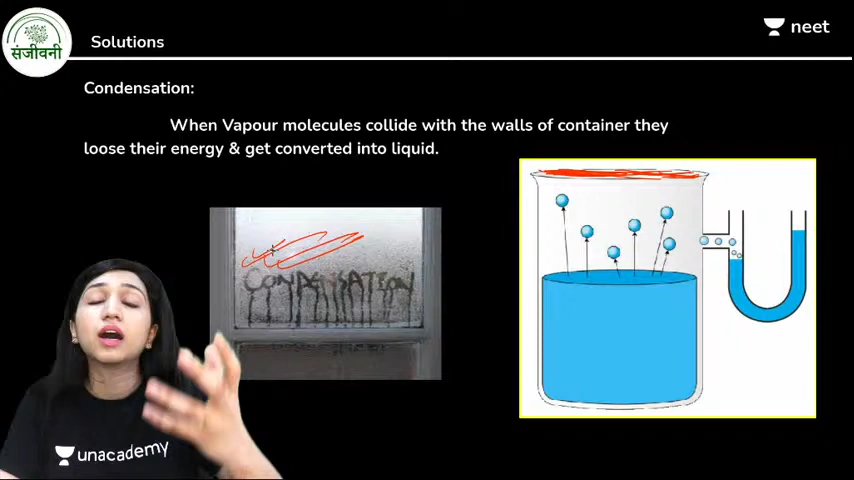 संजीवनी
Solutions
neet
Condensation:
When Vapour molecules collide with the walls of container they
loose their energy & get converted into liquid.
CONDENSATION
unacademy